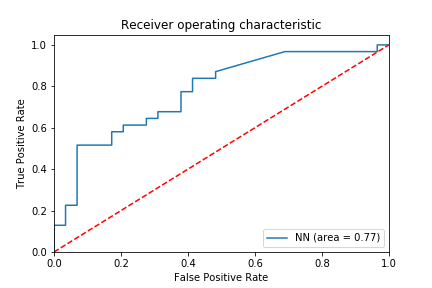 Receiver operating characteristic
True Positive Rate
1.0
0.8
0.6
0.4
0.2
0.0
NN (area = 0.77)
0.0 0.2 0.4 0.6 0.8 1.0
False Positive Rate